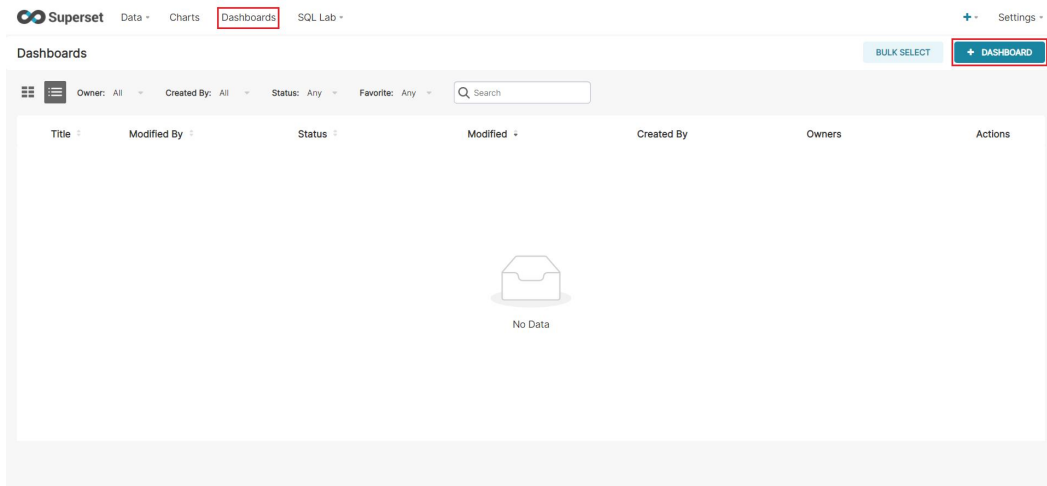 Superset Data Charts Dashboards SQL Lab + Settings
Dashboards BULK SELECT + DASHBOARD
Owner: All Created By: All Status: Any Favorite: Any Search
Title Modified By Status Modified Created By Owners Actions
No Data